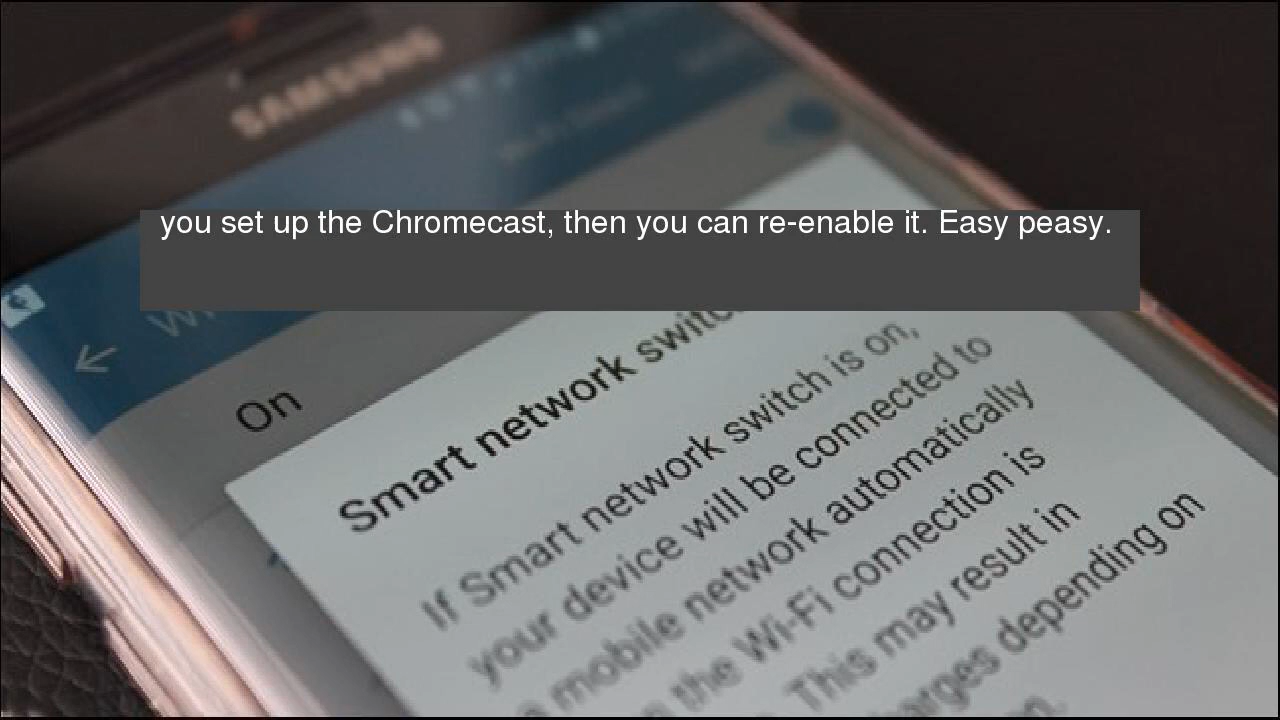 SAMSUNG
you set up the Chromecast, then you can re-enable it. Easy peasy.
On
Smart network switc
If Smart network switch is on,
your device will be connected to
mobile network automatically
the Wi-Fi connection is
This may result in
depending on